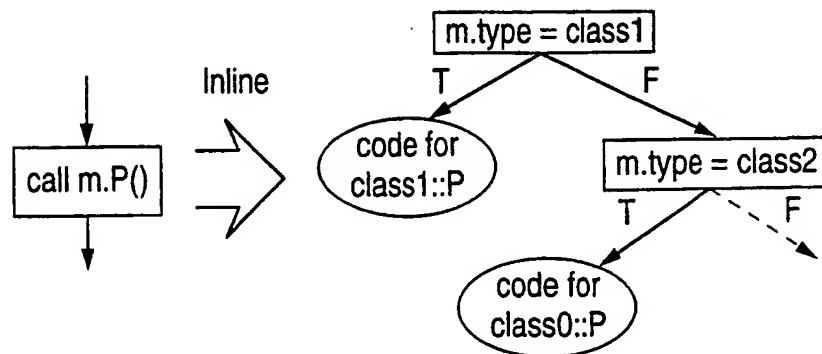 m.type = class1
T
F
Inline
call m.P()
code for
class1::P
m.type = class2
T
F
code for
class0::P